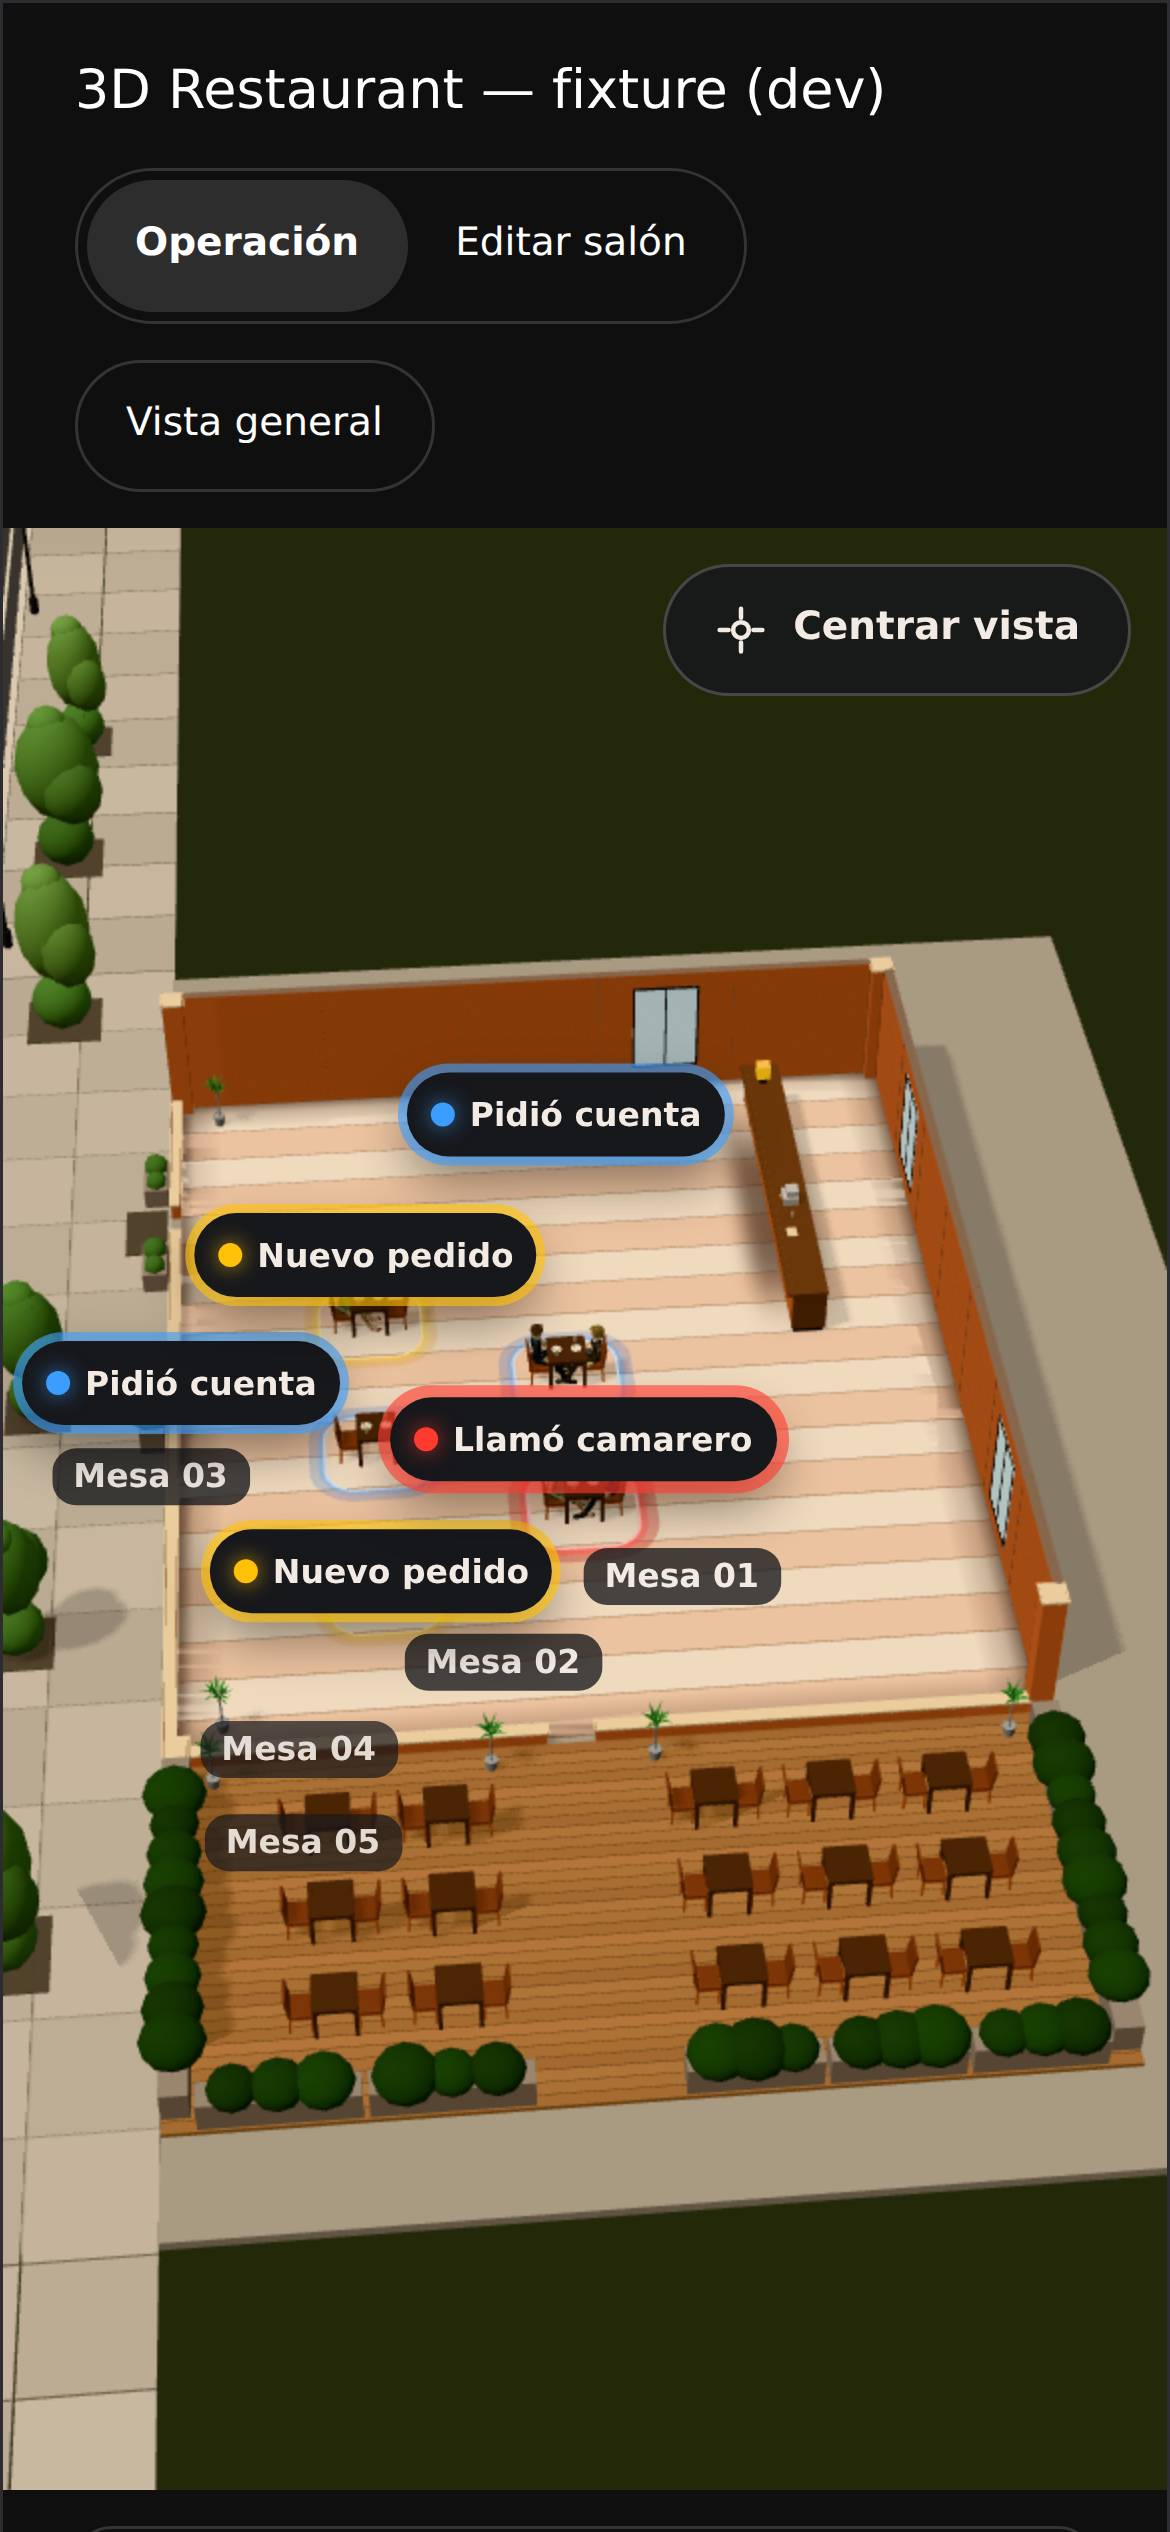 3D Restaurant — fixture (dev)
Operación
Editar salón
Vista general
Centrar vista
Pidió cuenta
Nuevo pedido
Pidió cuenta
Llamó camarero
Mesa 03
Nuevo pedido
Mesa 01
Mesa 02
Mesa 04
Mesa 05